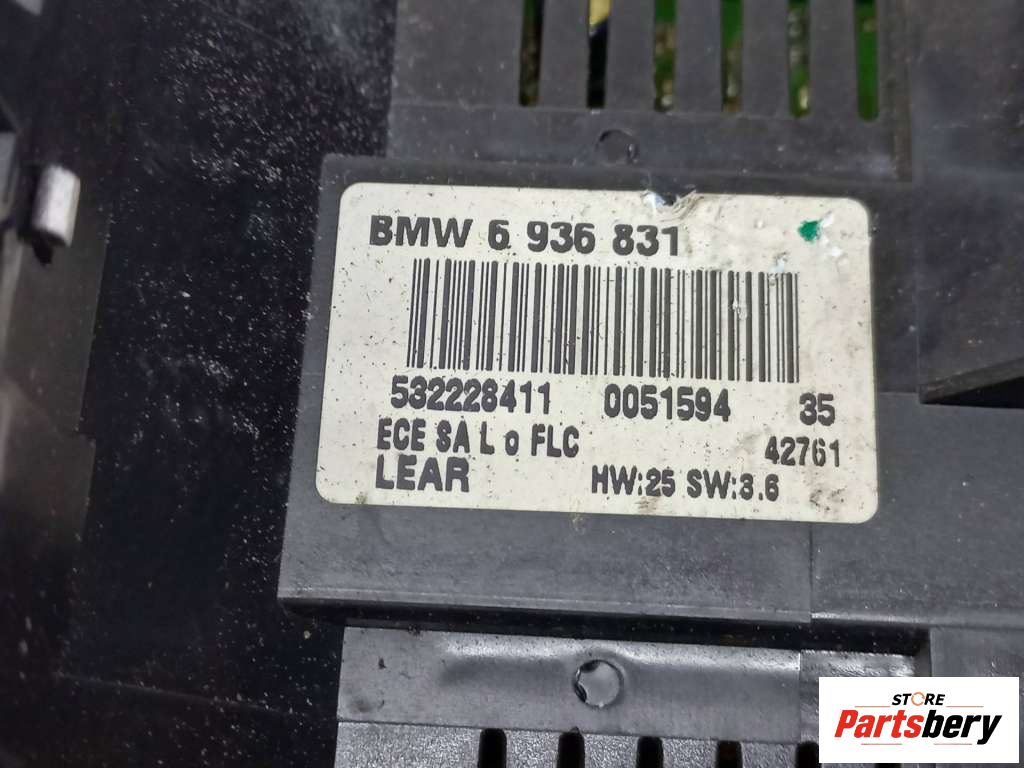 BMW 6 936 831
532228411 0051594 35
ECE SA L o FLC 42761
LEAR HW:25 SW:3.6
STORE
Partsbery